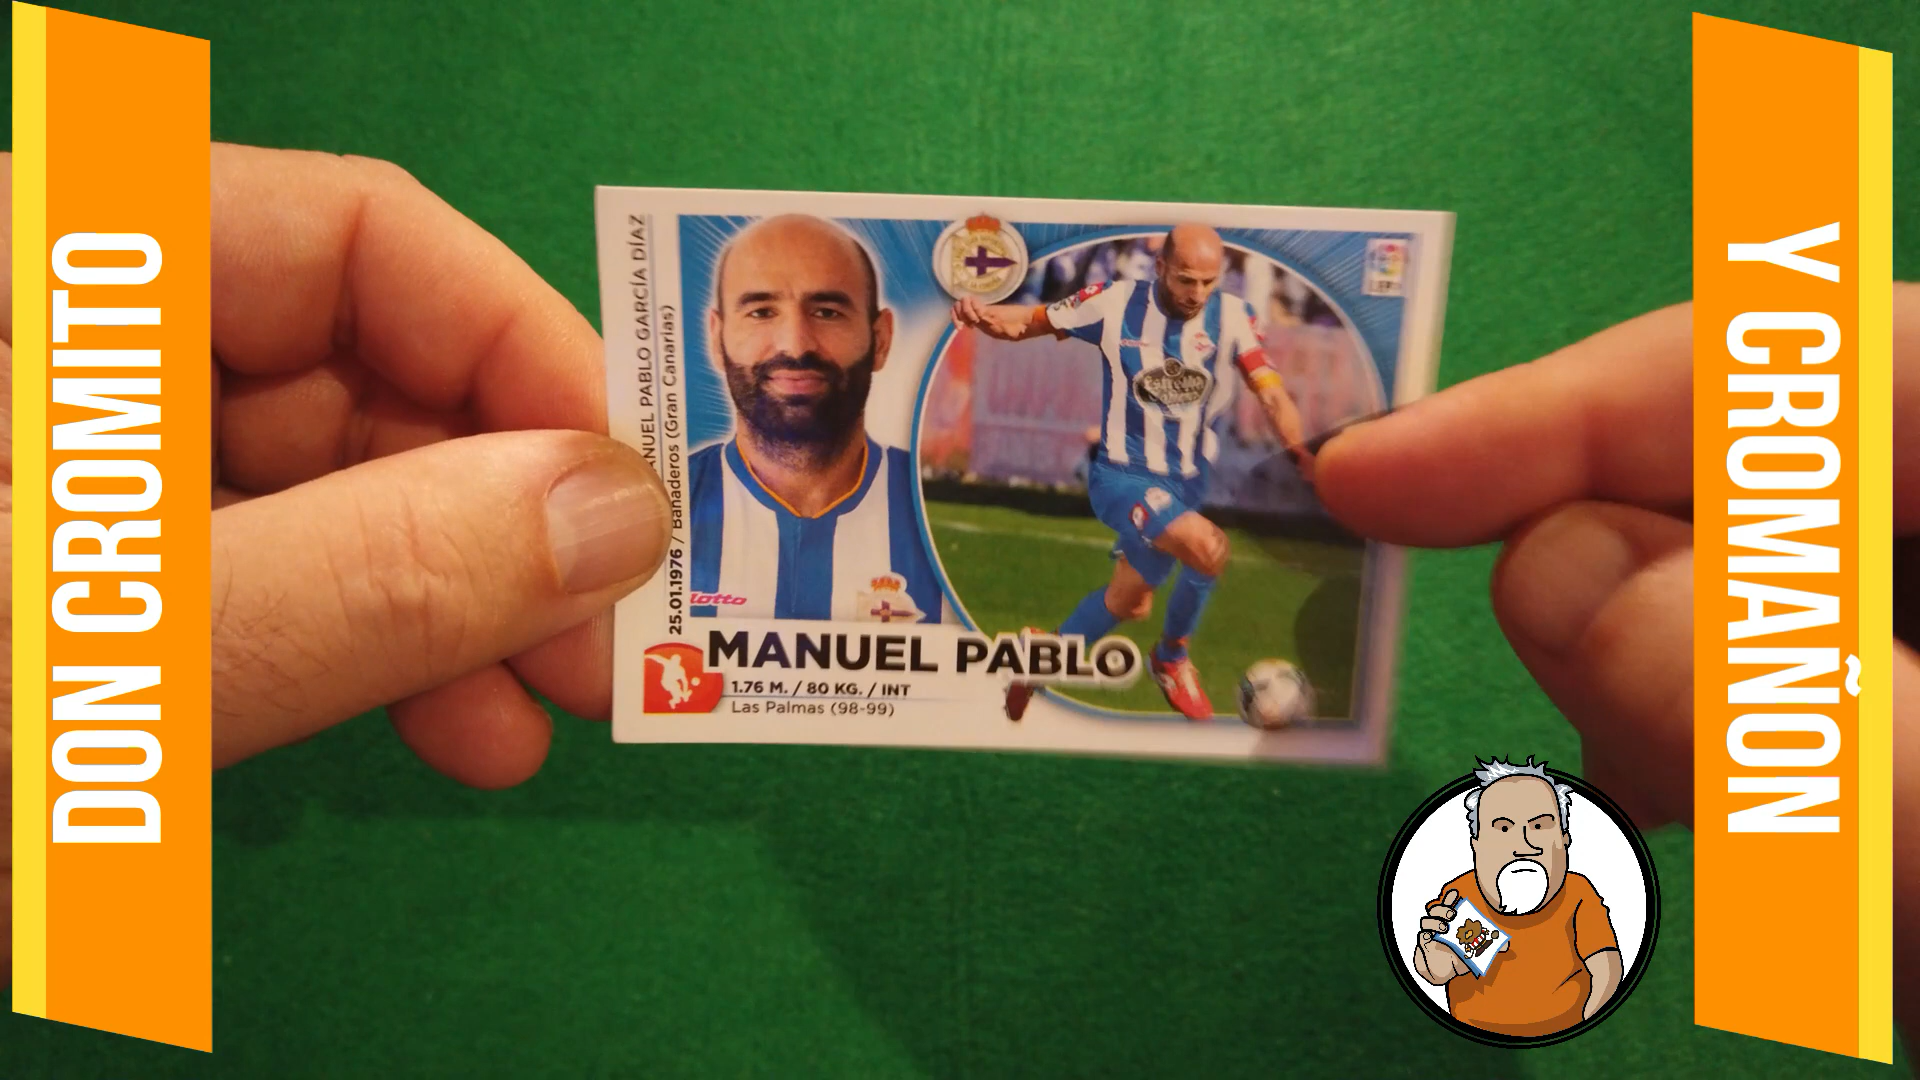 DON CROMITO
MANUEL PABLO GARCÍA DÍAZ
25.01.1976 / Banaderos (Gran Canarias)
Estrella
lotto
MANUEL PABLO
1.76 M. / 80 KG. / INT
Las Palmas (98-99)
Y CROMAÑON